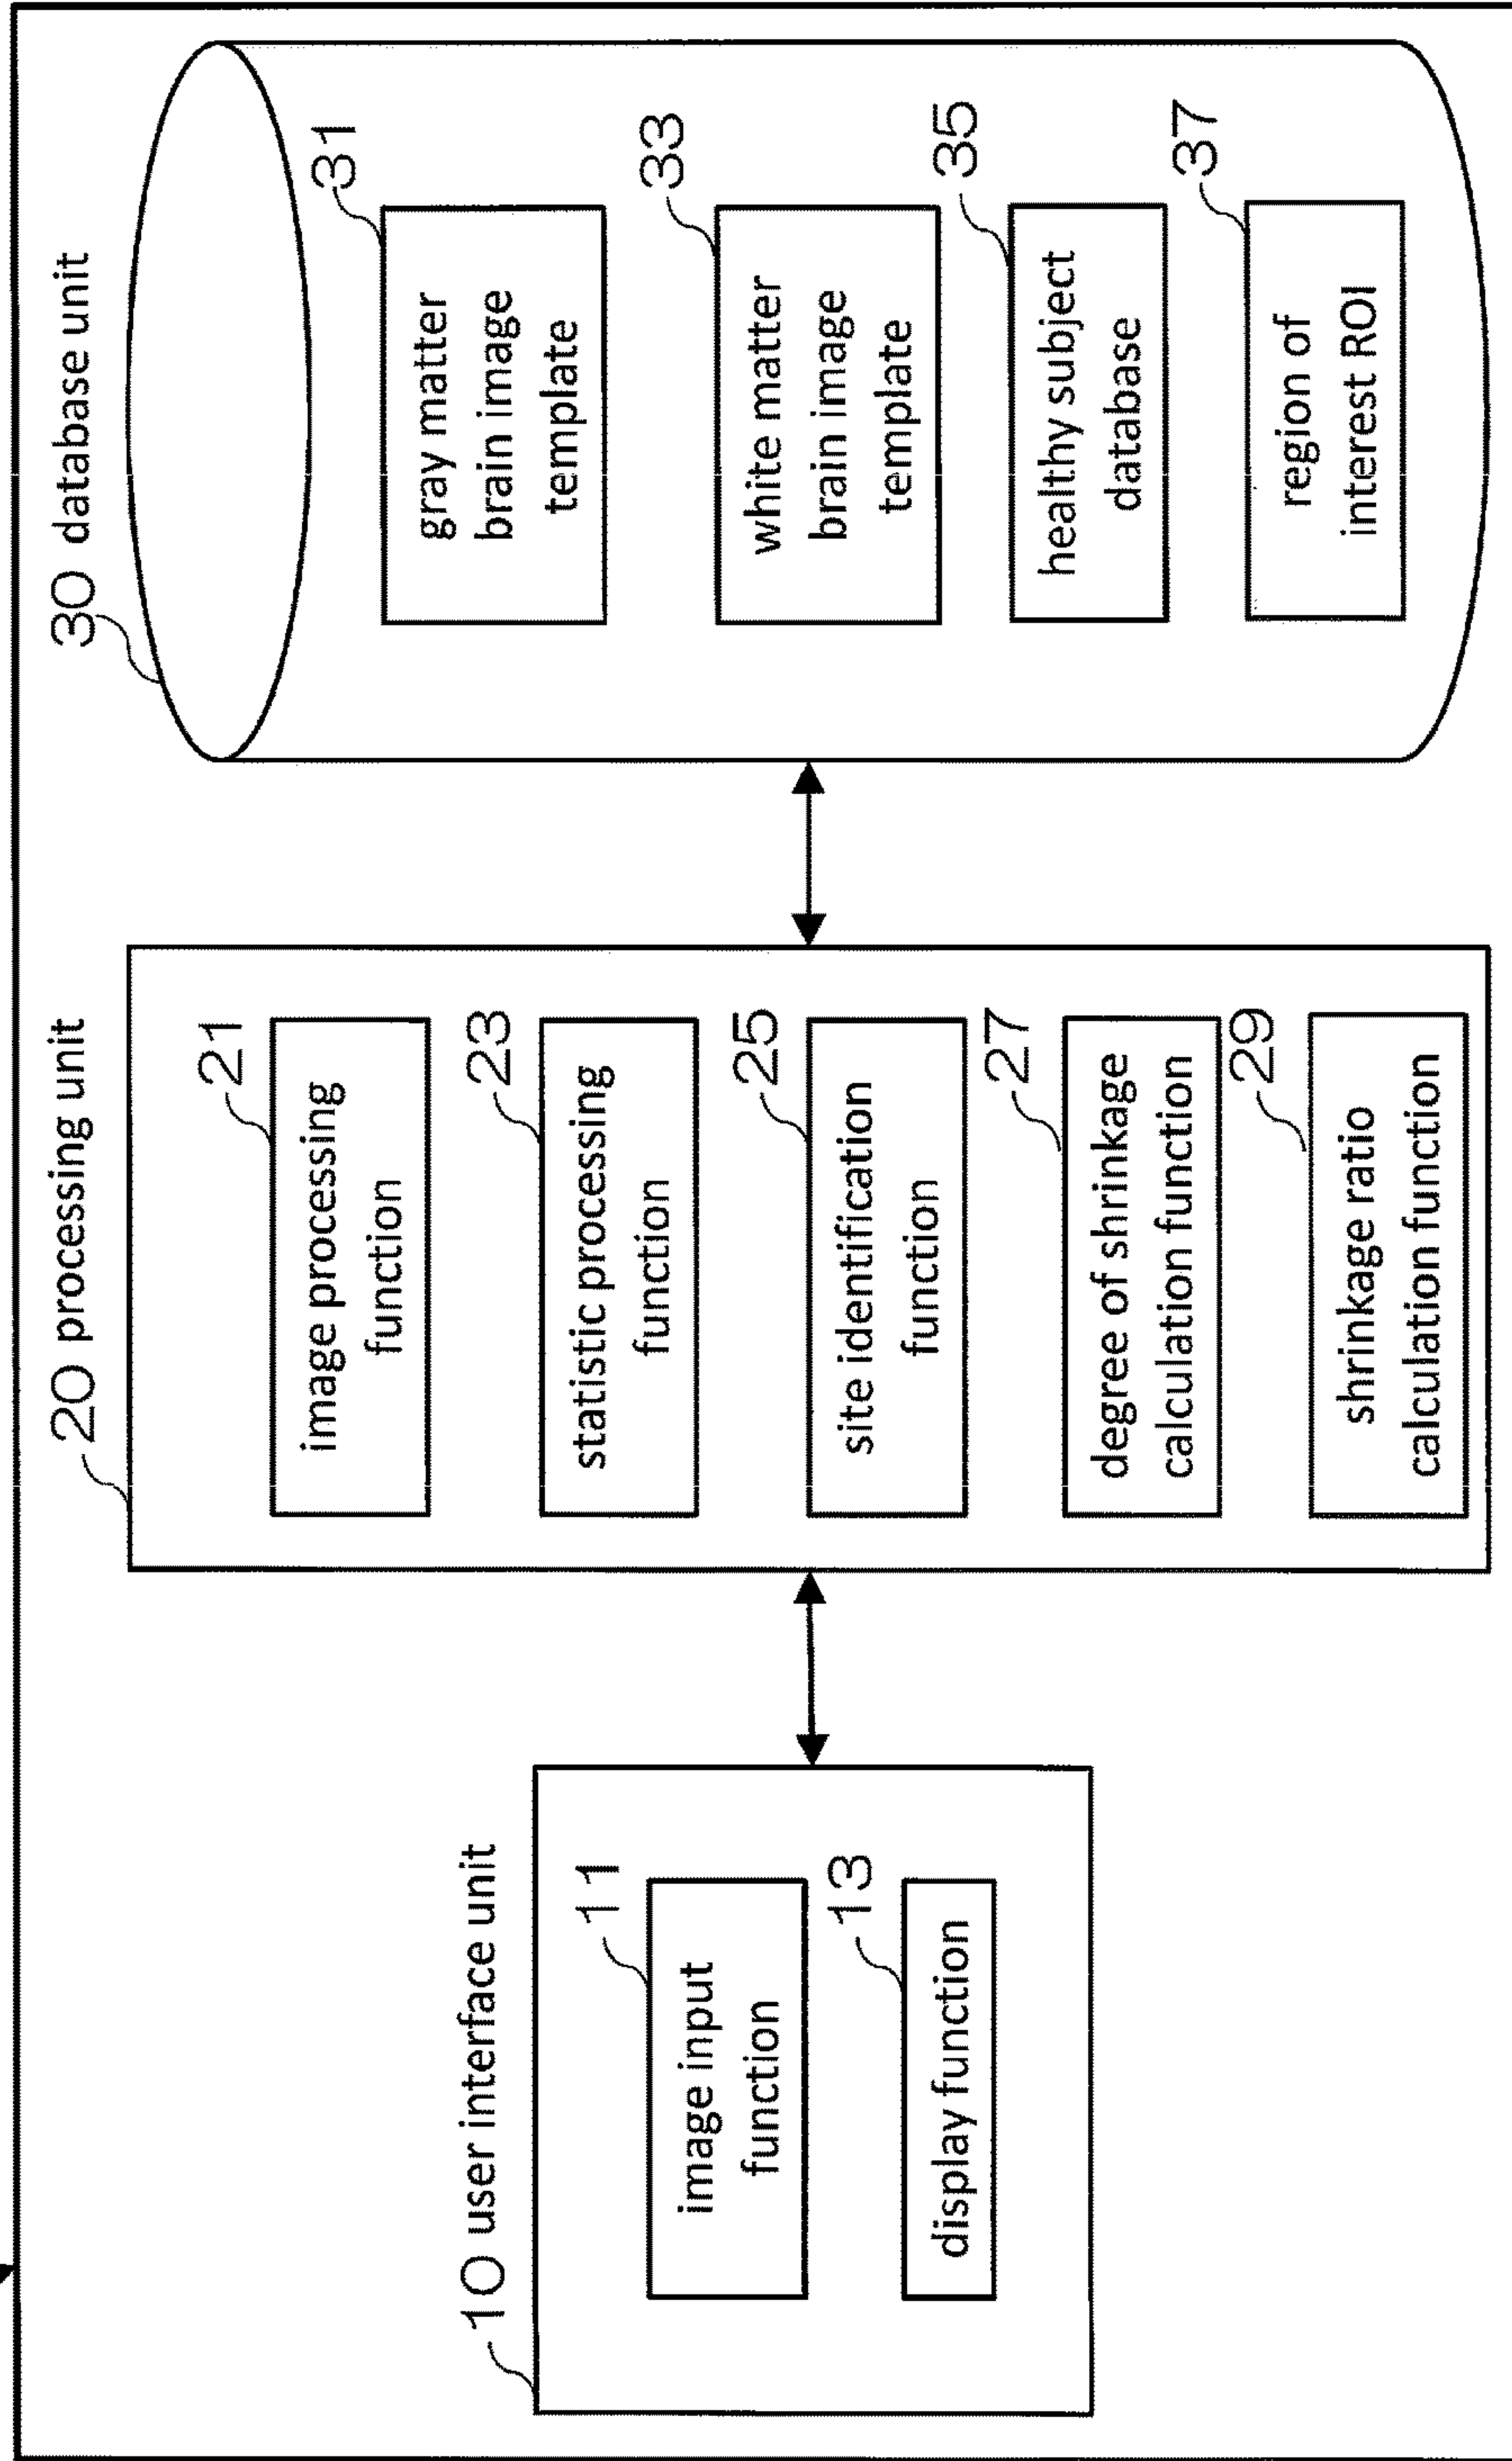 10 user interface unit
11
image input
function
13
display function
20 processing unit
21
image processing
function
23
statistic processing
function
25
site identification
function
27
degree of shrinkage
calculation function
29
shrinkage ratio
calculation function
30 database unit
31
gray matter
brain image
template
33
white matter
brain image
template
35
healthy subject
database
37
region of
interest ROI